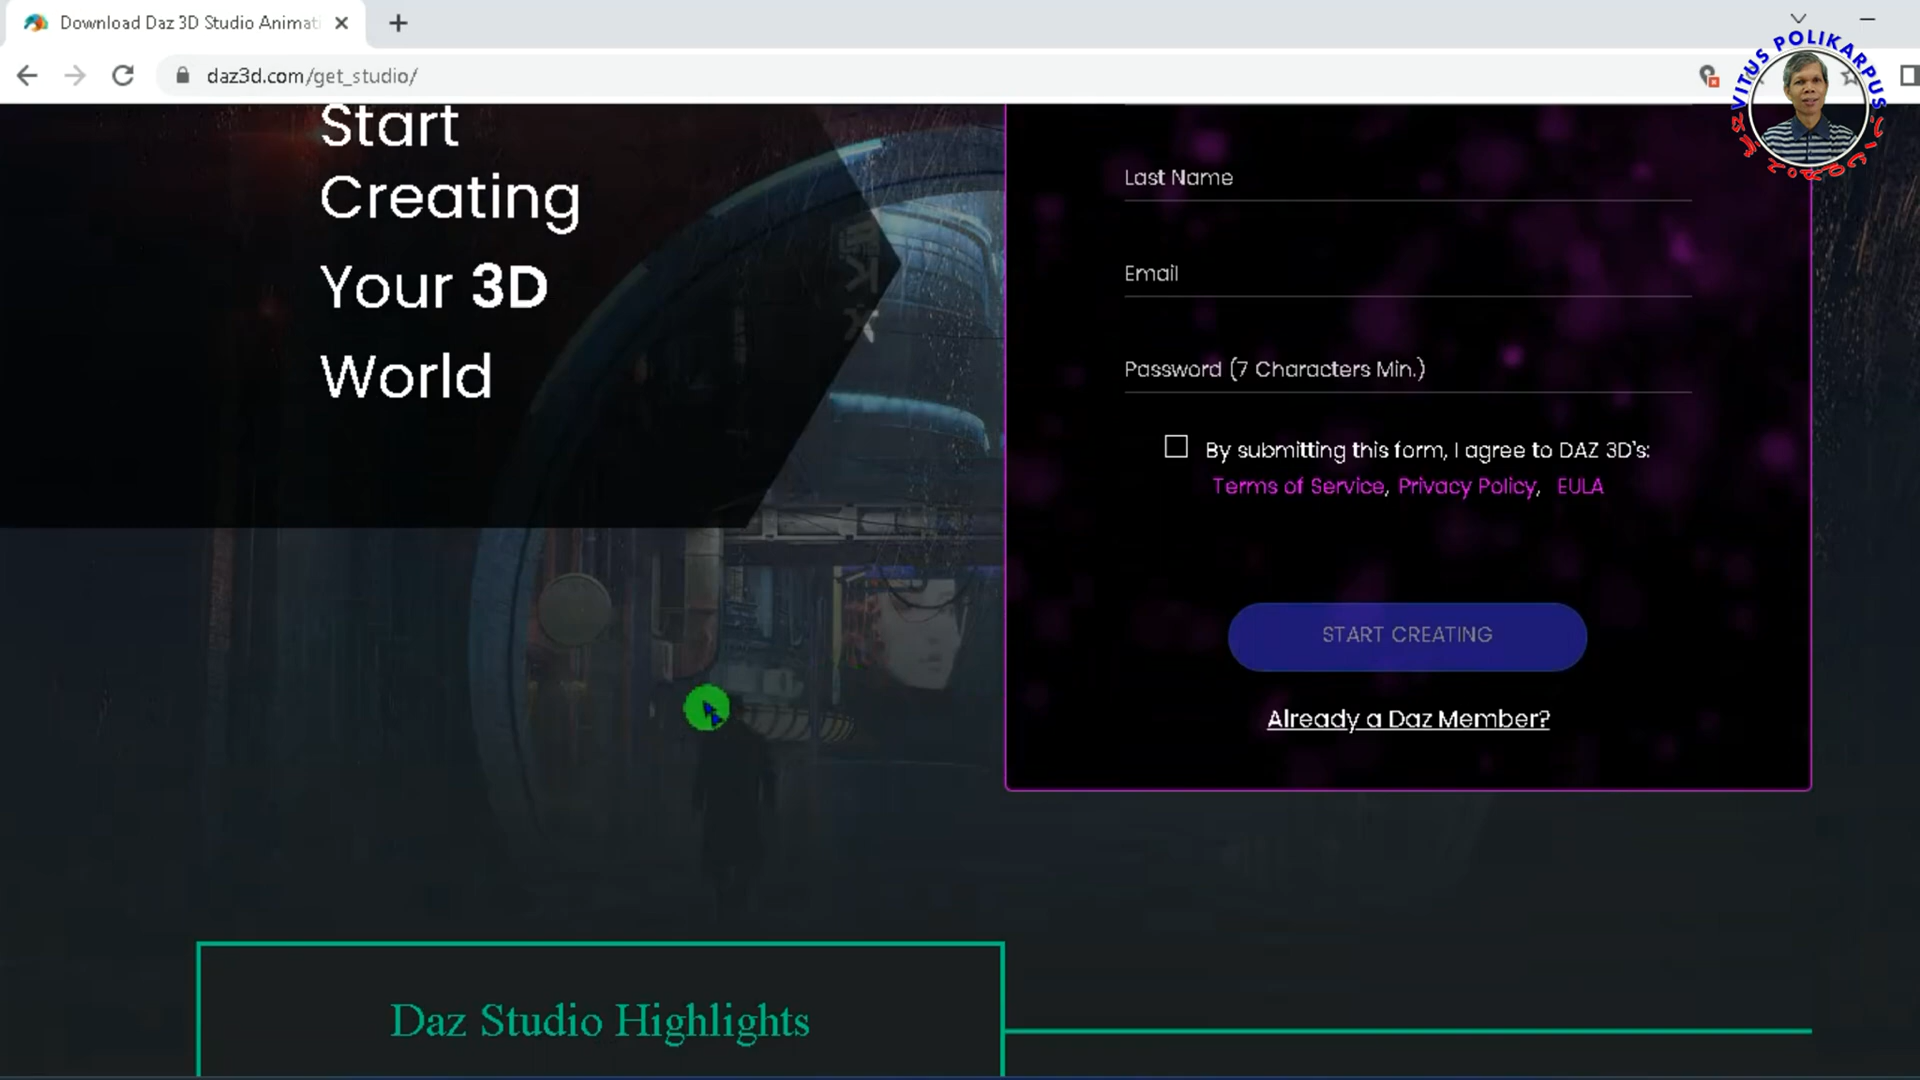 Download Daz 3D Studio Animati
daz3d.com/get_studio/
VITUS POLIKARPUS
Start
Creating
Your 3D
World
Last Name
Email
Password (7 Characters Min.)
By submitting this form, I agree to DAZ 3D's:
Terms of Service, Privacy Policy, EULA
START CREATING
Already a Daz Member?
Daz Studio Highlights